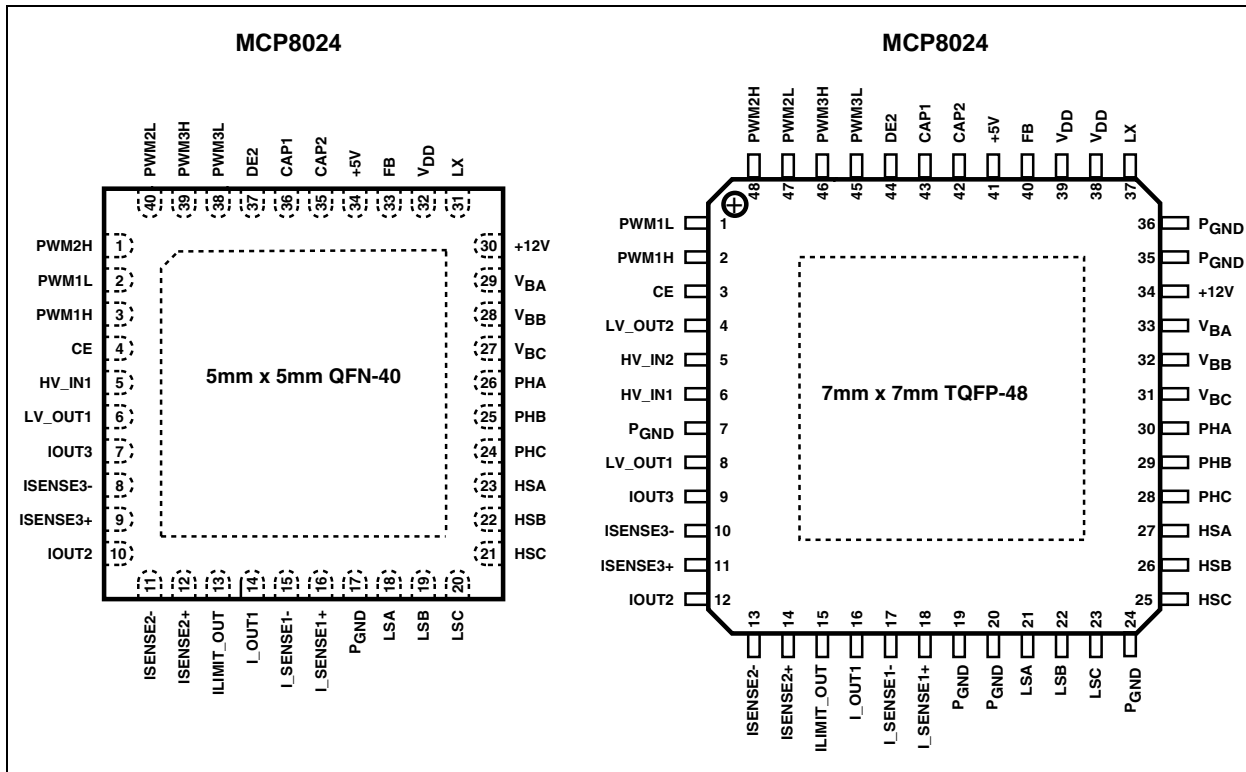 MCP8024
PWM2L
PWM3H
PWM3L
DE2
CAP1
CAP2
+5V
FB
VDD
LX
40
39
38
37
36
35
34
33
32
31
PWM2H 1
PWM1L 2
PWM1H 3
CE 4
HV_IN1 5
LV_OUT1 6
IOUT3 7
ISENSE3- 8
ISENSE3+ 9
IOUT2 10
5mm x 5mm QFN-40
30 +12V
29 VBA
28 VBB
27 VBC
26 PHA
25 PHB
24 PHC
23 HSA
22 HSB
21 HSC
11
12
13
14
15
16
17
18
19
20
ISENSE2-
ISENSE2+
ILIMIT_OUT
I_OUT1
I_SENSE1-
I_SENSE1+
PGND
LSA
LSB
LSC
MCP8024
PWM2H
PWM2L
PWM3H
PWM3L
DE2
CAP1
CAP2
+5V
FB
VDD
VDD
LX
48
47
46
45
44
43
42
41
40
39
38
37
PWM1L 1
PWM1H 2
CE 3
LV_OUT2 4
HV_IN2 5
HV_IN1 6
PGND 7
LV_OUT1 8
IOUT3 9
ISENSE3- 10
ISENSE3+ 11
IOUT2 12
7mm x 7mm TQFP-48
36 PGND
35 PGND
34 +12V
33 VBA
32 VBB
31 VBC
30 PHA
29 PHB
28 PHC
27 HSA
26 HSB
25 HSC
13
14
15
16
17
18
19
20
21
22
23
24
ISENSE2-
ISENSE2+
ILIMIT_OUT
I_OUT1
I_SENSE1-
I_SENSE1+
PGND
PGND
LSA
LSB
LSC
PGND